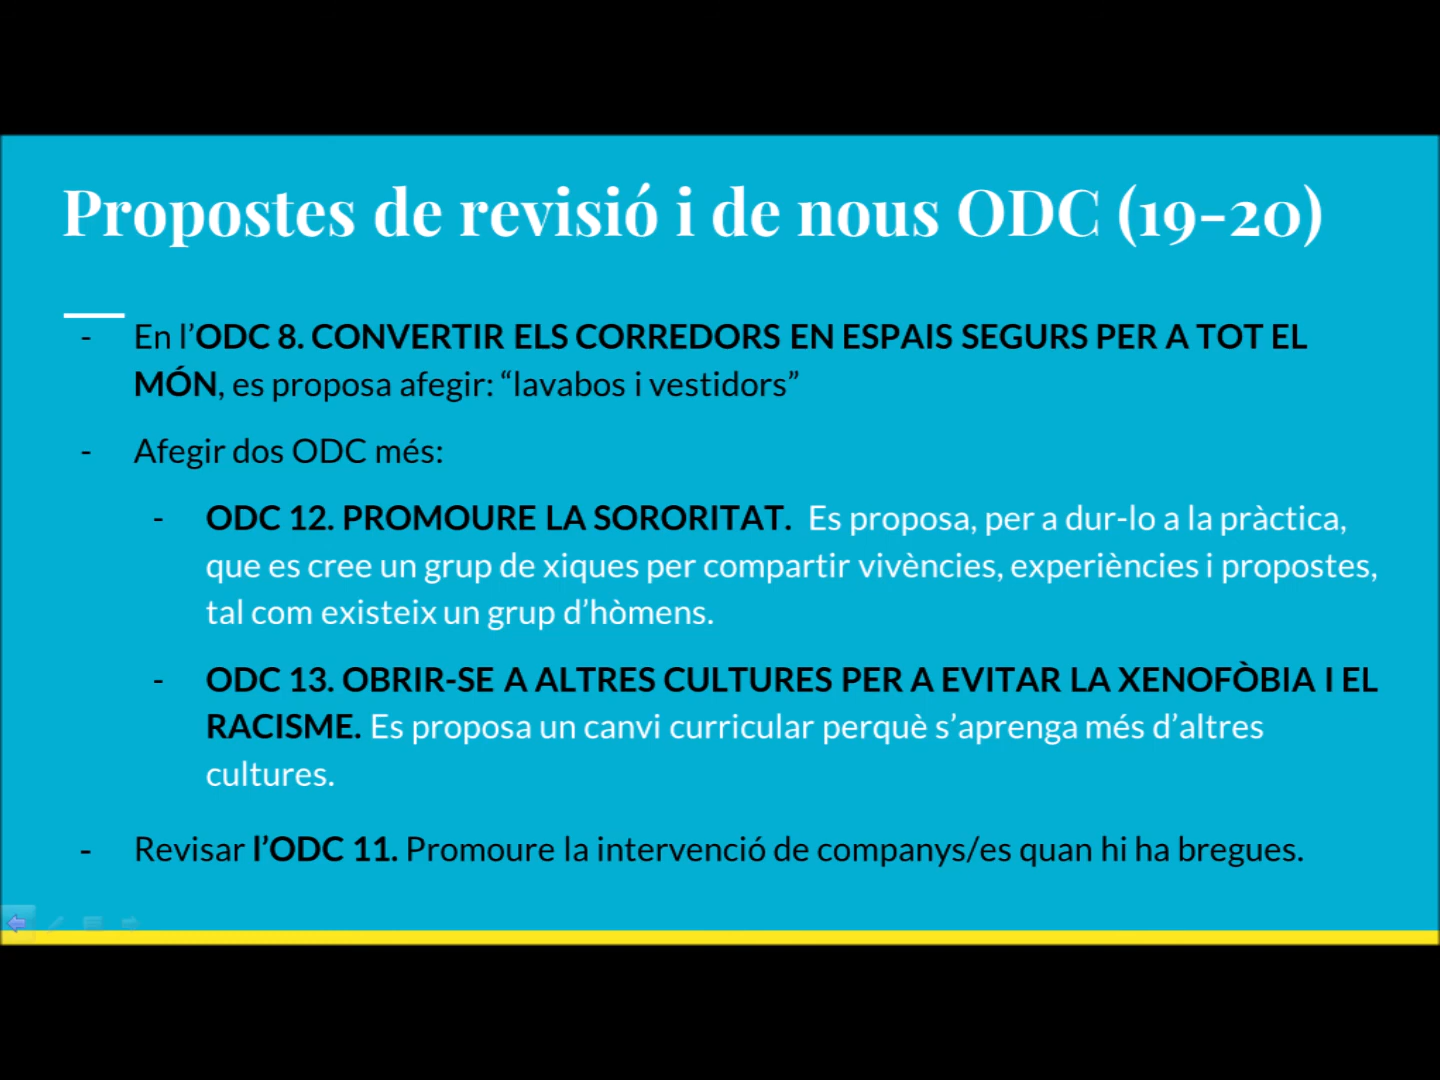 Propostes de revisió i de nous ODC (19-20)
- En l’ODC 8. CONVERTIR ELS CORREDORS EN ESPAIS SEGURS PER A TOT EL
MÓN, es proposa afegir: “lavabos i vestidors”
- Afegir dos ODC més:
- ODC 12. PROMOURE LA SORORITAT. Es proposa, per a dur-lo a la pràctica,
que es cree un grup de xiques per compartir vivències, experiències i propostes,
tal com existeix un grup d’hòmens.
- ODC 13. OBRIR-SE A ALTRES CULTURES PER A EVITAR LA XENOFÒBIA I EL
RACISME. Es proposa un canvi curricular perquè s’aprenga més d’altres
cultures.
- Revisar l’ODC 11. Promoure la intervenció de companys/es quan hi ha bregues.